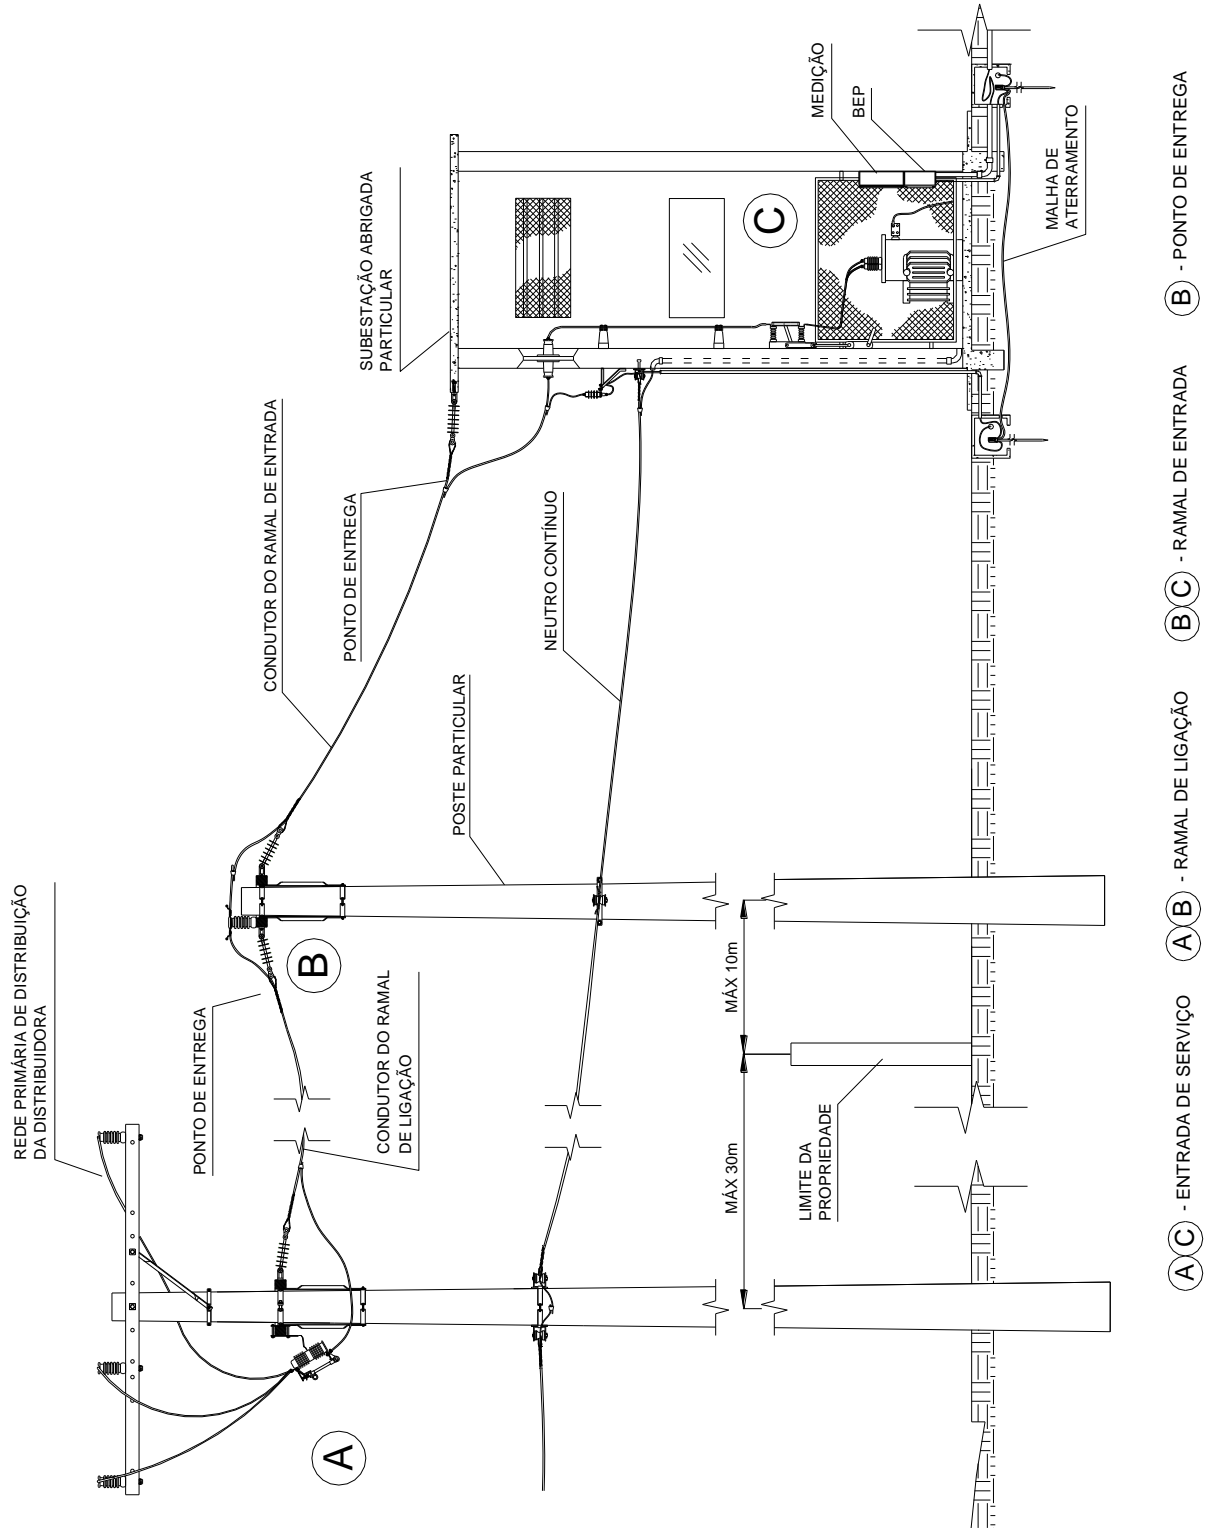 REDE PRIMÁRIA DE DISTRIBUIÇÃO
DA DISTRIBUIDORA
PONTO DE ENTREGA
CONDUTOR DO RAMAL
DE LIGAÇÃO
CONDUTOR DO RAMAL DE ENTRADA
PONTO DE ENTREGA
SUBESTAÇÃO ABRIGADA
PARTICULAR
POSTE PARTICULAR
NEUTRO CONTÍNUO
MEDIÇÃO
BEP
A
B
C
MÁX 30m
MÁX 10m
LIMITE DA
PROPRIEDADE
MALHA DE
ATERRAMENTO
A C - ENTRADA DE SERVIÇO
A B - RAMAL DE LIGAÇÃO
B C - RAMAL DE ENTRADA
B - PONTO DE ENTREGA